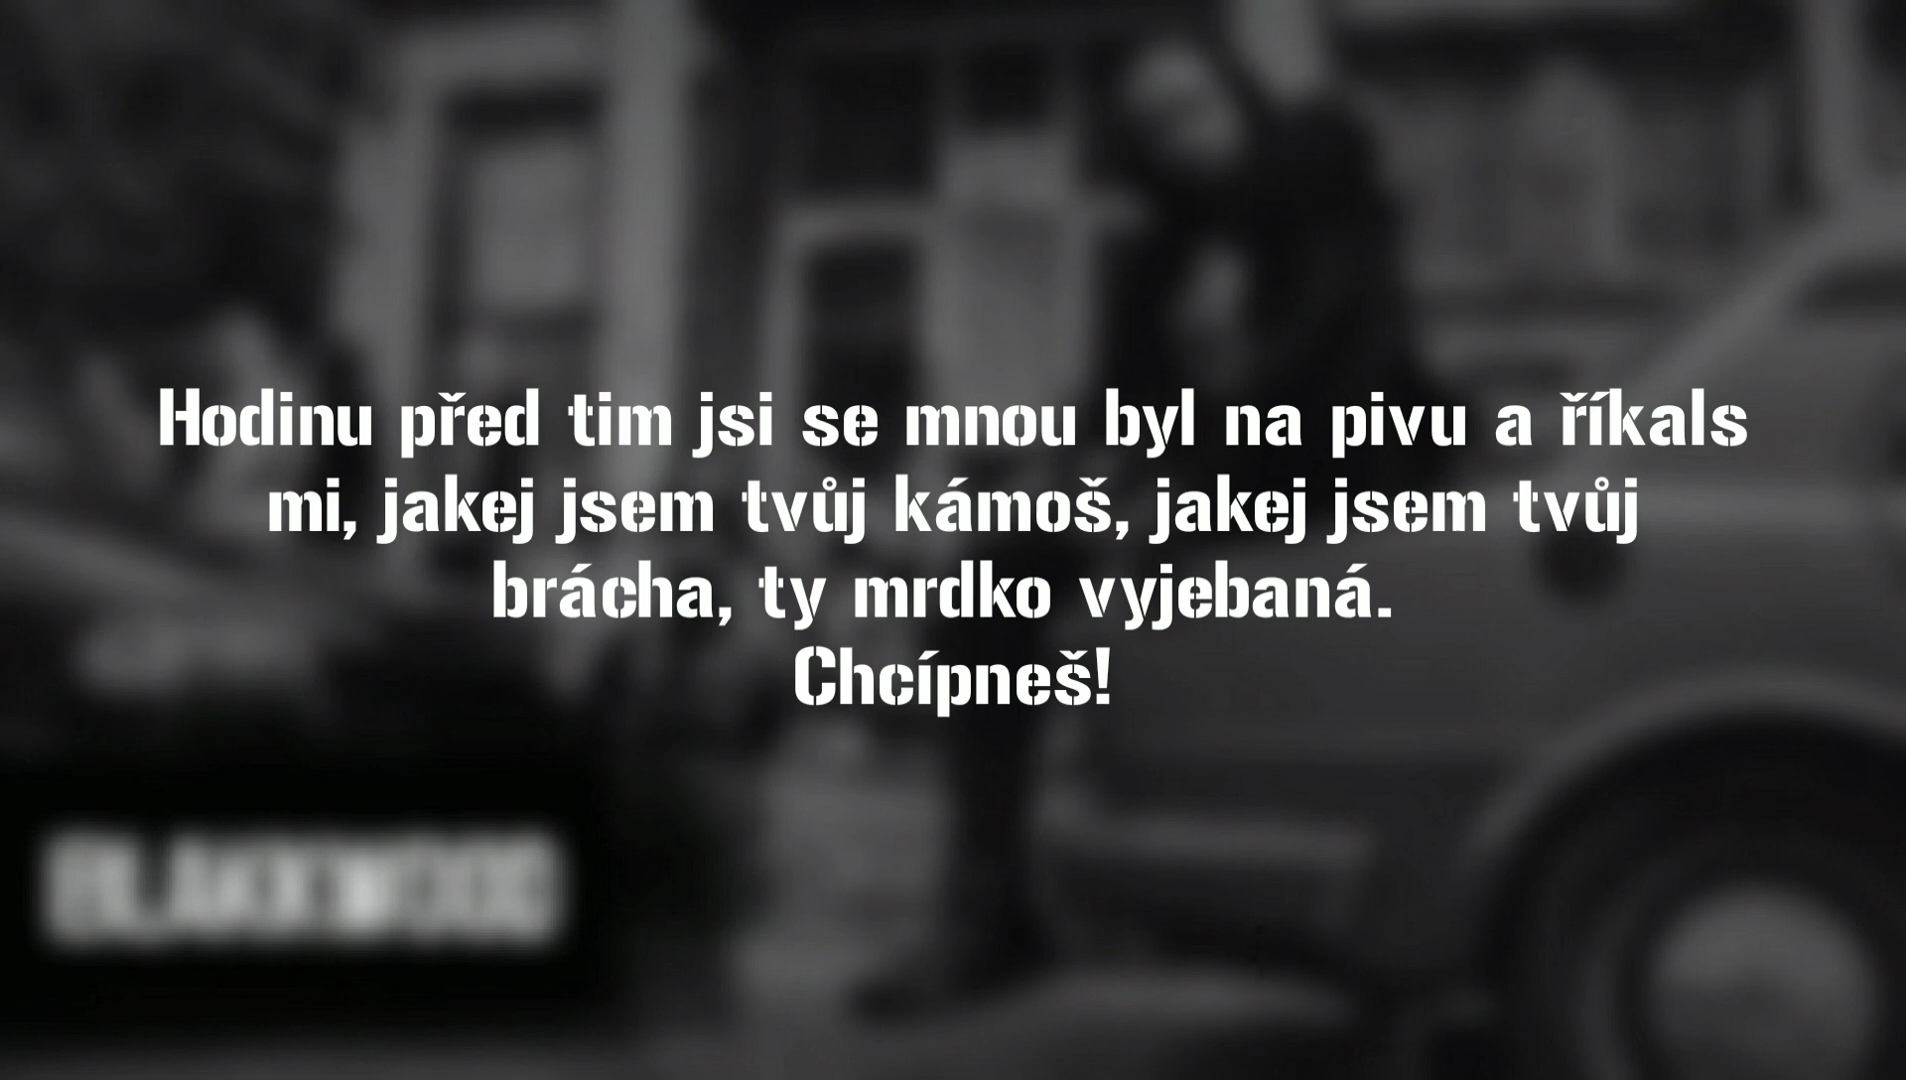 Hodinu před tim jsi se mnou byl na pivu a říkals
mi, jakej jsem tvůj kámoš, jakej jsem tvůj
brácha, ty mrdko vyjebaná.
Chcípneš!